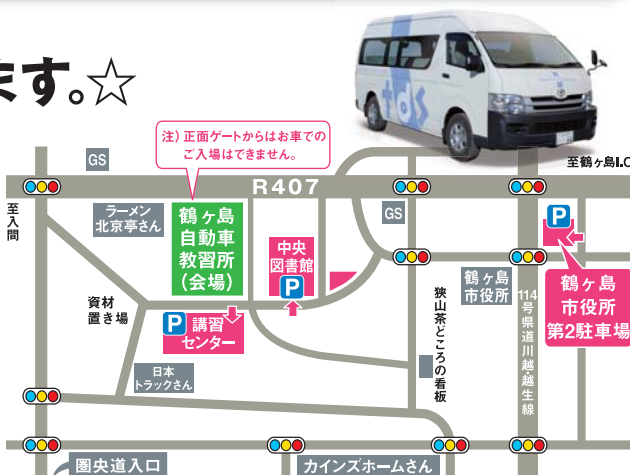 ます。☆
tds
注）正面ゲートからはお車での
ご入場はできません。
至鶴ヶ島I.C
GS
R407
至入間
ラーメン
北京亭さん
鶴ヶ島
自動車
教習所
(会場)
中央
図書館
P
GS
P
鶴ヶ島
市役所
鶴ヶ島
市役所
第2駐車場
資材
置き場
P 講習
センター
狭山茶どころの看板
114号県道川越・越生線
日本
トラックさん
圏央道入口
カインズホームさん